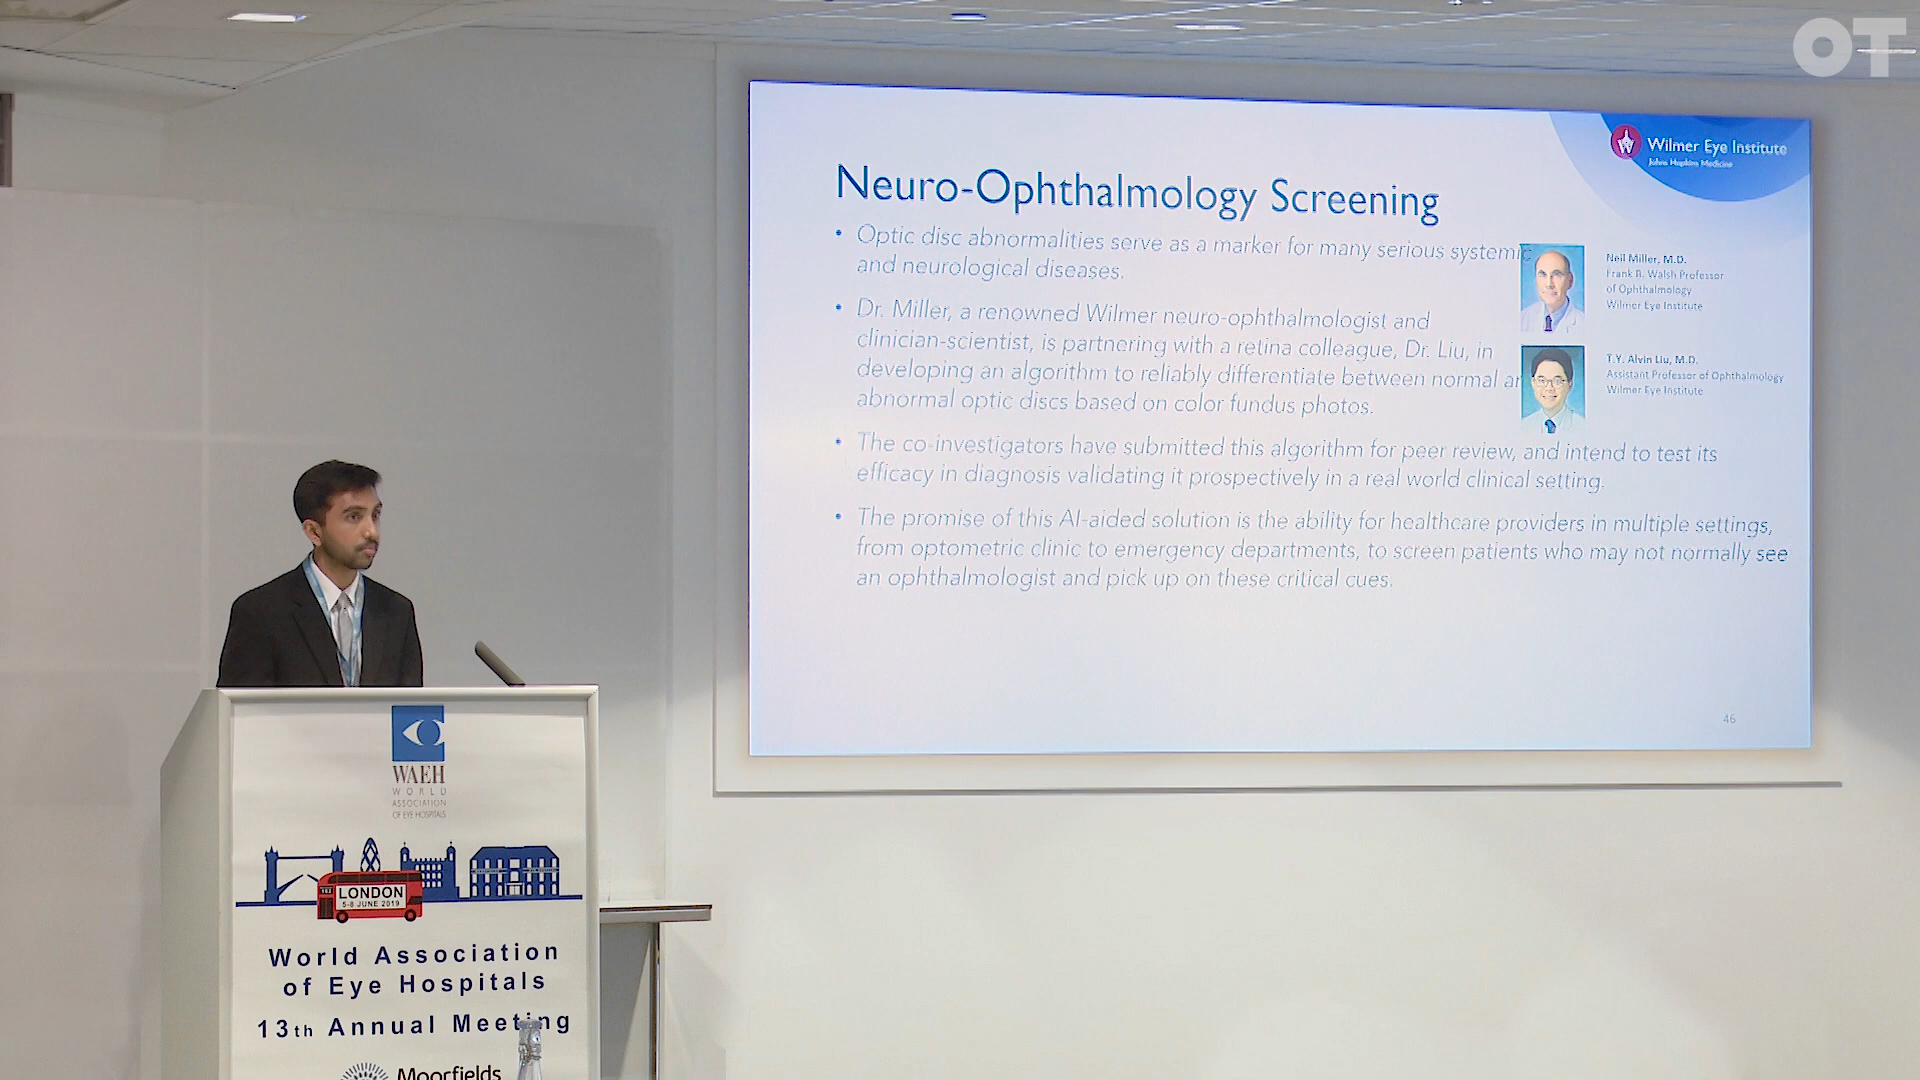 OT
Wilmer Eye Institute
Johns Hopkins Medicine
Neuro-Ophthalmology Screening
• Optic disc abnormalities serve as a marker for many serious systemic
and neurological diseases.
• Dr. Miller, a renowned Wilmer neuro-ophthalmologist and
clinician-scientist, is partnering with a retina colleague, Dr. Liu, in
developing an algorithm to reliably differentiate between normal an
abnormal optic discs based on color fundus photos.
• The co-investigators have submitted this algorithm for peer review, and intend to test its
efficacy in diagnosis validating it prospectively in a real world clinical setting.
• The promise of this AI-aided solution is the ability for healthcare providers in multiple settings,
from optometric clinic to emergency departments, to screen patients who may not normally see
an ophthalmologist and pick up on these critical cues.
Neil Miller, M.D.
Frank B. Walsh Professor
of Ophthalmology
Wilmer Eye Institute
T.Y. Alvin Liu, M.D.
Assistant Professor of Ophthalmology
Wilmer Eye Institute
46
WAEH
WORLD
ASSOCIATION
OF EYE HOSPITALS
LONDON
5-8 JUNE 2019
World Association
of Eye Hospitals
13th Annual Meeting
Moorfields